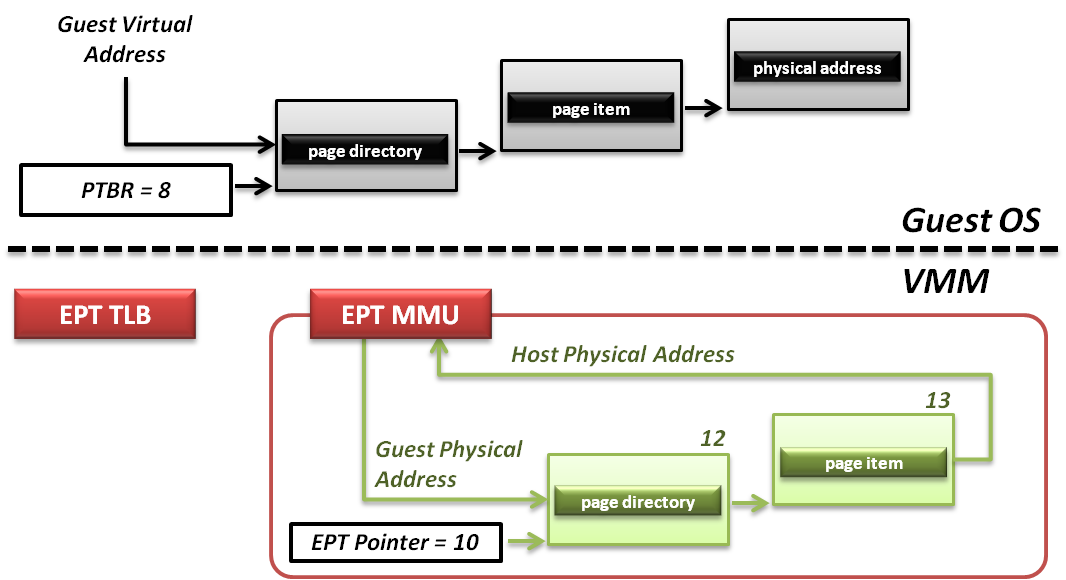 Guest Virtual
Address
physical address
page item
page directory
PTBR = 8
Guest OS
VMM
EPT TLB
EPT MMU
Host Physical Address
13
12
Guest Physical
Address
page item
page directory
EPT Pointer = 10